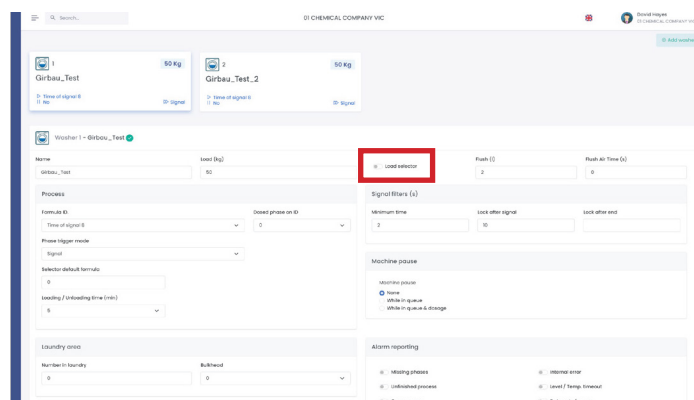 Search...
01 CHEMICAL COMPANY VIC
David Hayes
01 CHEMICAL COMPANY VIC
Add washer
1
50 Kg
Girbau_Test
Time of signal 8
No
Signal
2
50 Kg
Girbau_Test_2
Time of signal 8
No
Signal
Washer 1 - Girbau_Test
Name
Load (kg)
Load selector
Flush (l)
Flush Air Time (s)
Girbau_Test
50
2
0
Process
Signal filters (s)
Formula ID
Dosed phase on ID
Minimum time
Lock after signal
Lock after end
Time of signal 8
0
2
10
Phase trigger mode
Signal
Machine pause
Selector default formula
0
Machine pause
None
While in queue
While in queue & dosage
Loading / Unloading time (min)
5
Laundry area
Alarm reporting
Number in laundry
Bulkhead
0
0
Missing phases
Internal error
Unfinished process
Level / Temp. timeout